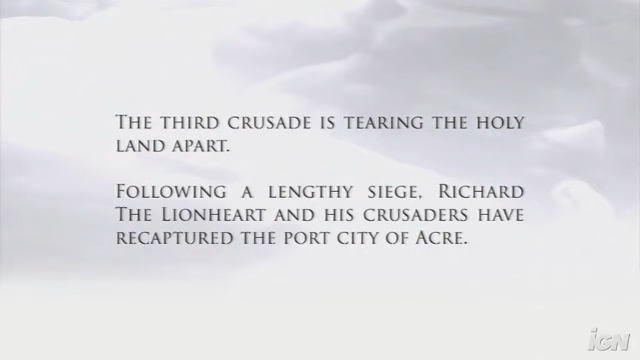 THE THIRD CRUSADE IS TEARING THE HOLY
LAND APART.
FOLLOWING A LENGTHY SIEGE, RICHARD
THE LIONHEART AND HIS CRUSADERS HAVE
RECAPTURED THE PORT CITY OF ACRE.
IGN